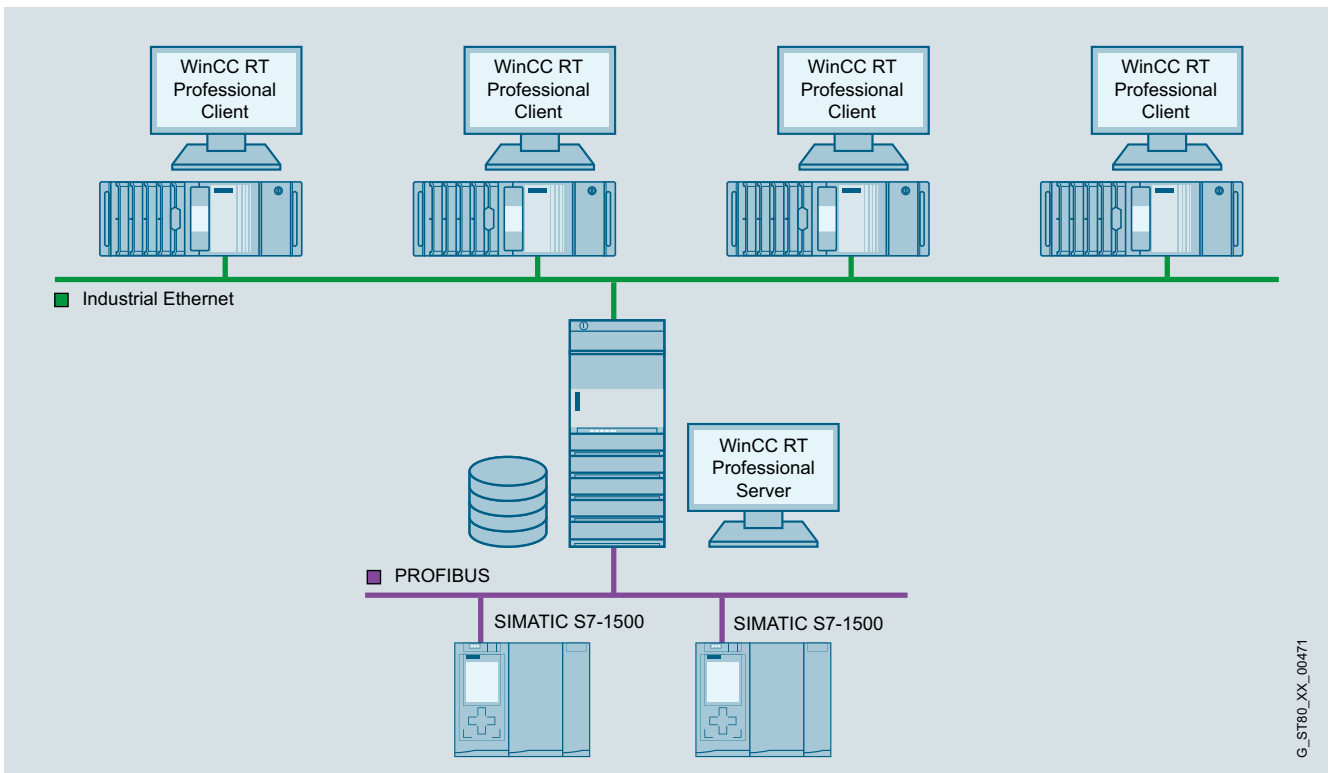 WinCC RT
Professional
Client
WinCC RT
Professional
Client
WinCC RT
Professional
Client
WinCC RT
Professional
Client
Industrial Ethernet
WinCC RT
Professional
Server
PROFIBUS
SIMATIC S7-1500
SIMATIC S7-1500
G_ST80_XX_00471